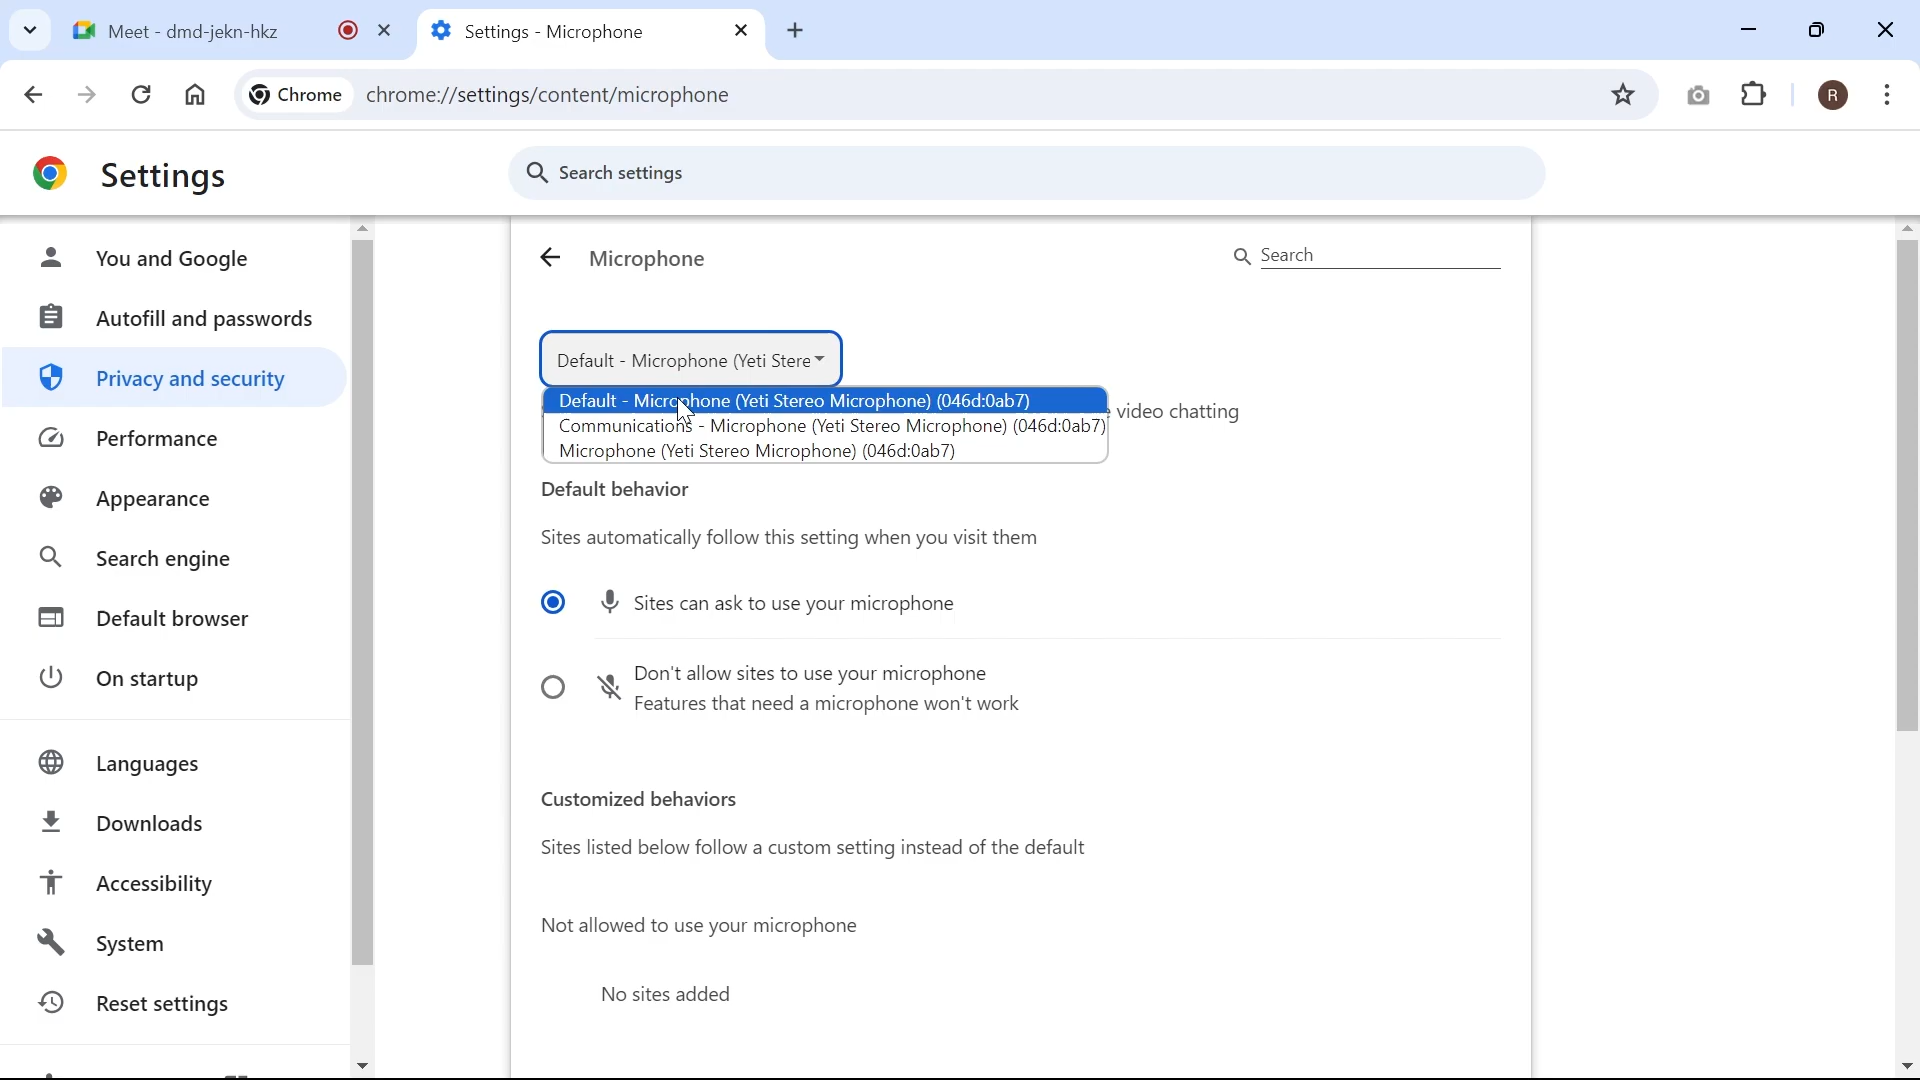 Meet - dmd-jekn-hkz
Settings - Microphone
Chrome
chrome://settings/content/microphone
R
Settings
Search settings
You and Google
Autofill and passwords
Privacy and security
Performance
Appearance
Search engine
Default browser
On startup
Languages
Downloads
Accessibility
System
Reset settings
Microphone
Search
Default - Microphone (Yeti Stere
Default - Microphone (Yeti Stereo Microphone) (046d:0ab7)
video chatting
Communications - Microphone (Yeti Stereo Microphone) (046d:0ab7)
Microphone (Yeti Stereo Microphone) (046d:0ab7)
Default behavior
Sites automatically follow this setting when you visit them
Sites can ask to use your microphone
Don't allow sites to use your microphone
Features that need a microphone won't work
Customized behaviors
Sites listed below follow a custom setting instead of the default
Not allowed to use your microphone
No sites added